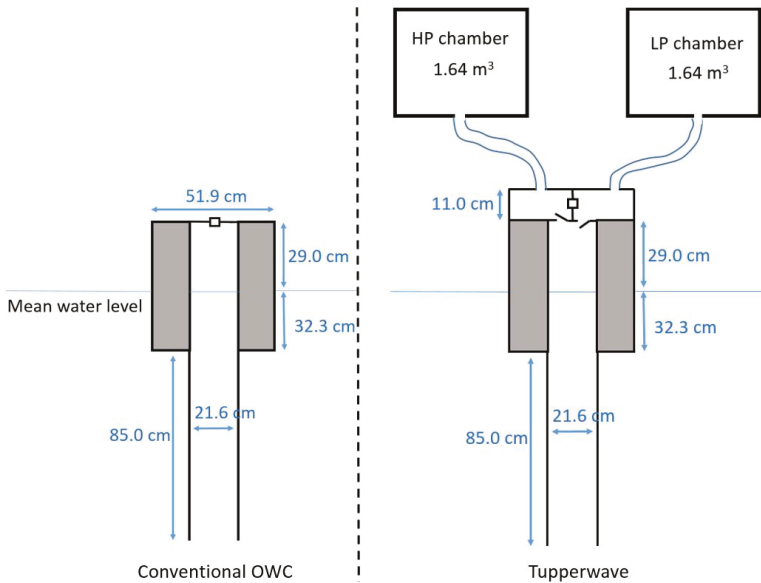 HP chamber
1.64 m³
LP chamber
1.64 m³
51.9 cm
29.0 cm
Mean water level
32.3 cm
21.6 cm
85.0 cm
Conventional OWC
11.0 cm
29.0 cm
32.3 cm
21.6 cm
85.0 cm
Tupperwave